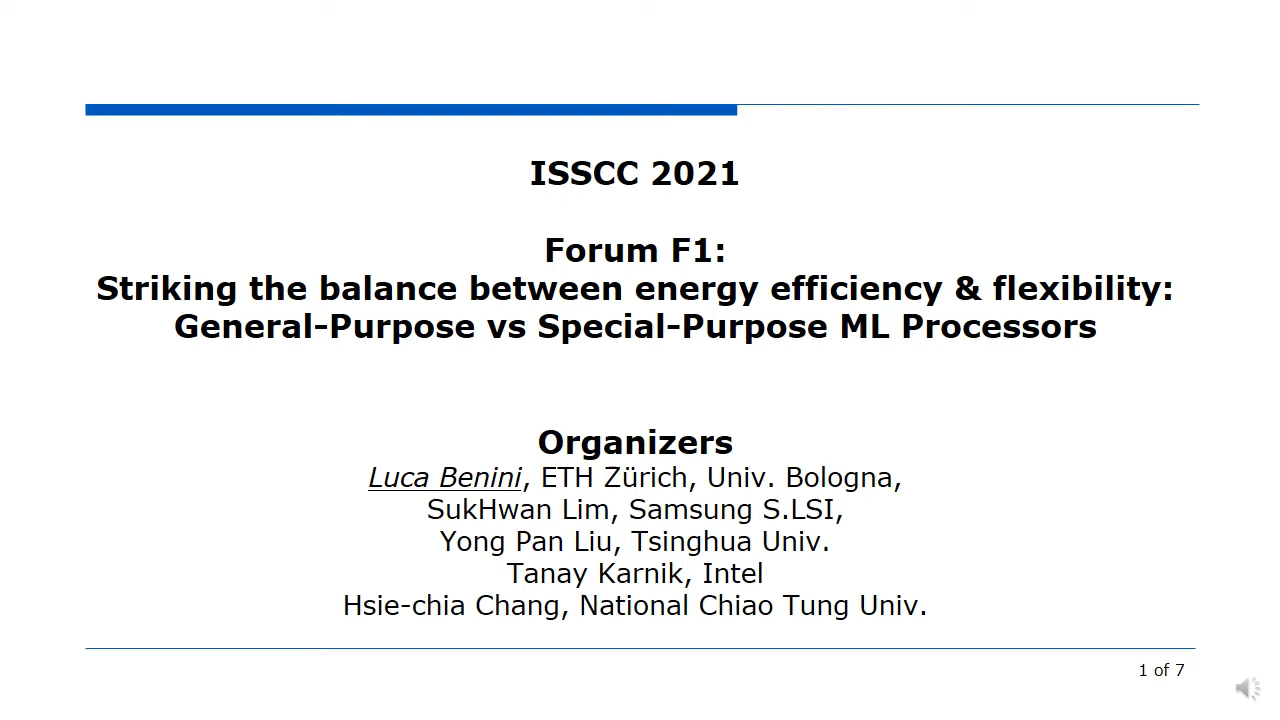 ISSCC 2021
Forum F1:
Striking the balance between energy efficiency & flexibility:
General-Purpose vs Special-Purpose ML Processors
Organizers
Luca Benini, ETH Zürich, Univ. Bologna,
SukHwan Lim, Samsung S.LSI,
Yong Pan Liu, Tsinghua Univ.
Tanay Karnik, Intel
Hsie-chia Chang, National Chiao Tung Univ.
1 of 7